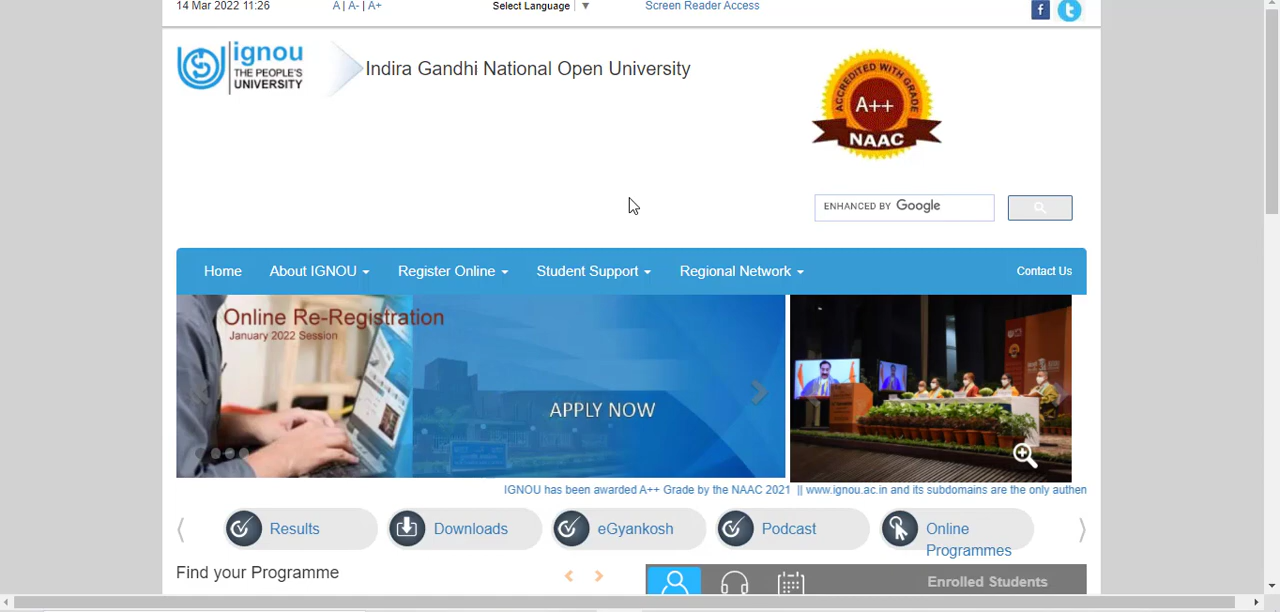 14 Mar 2022 11:26
A | A- | A+
Select Language ▼
Screen Reader Access
ignou
THE PEOPLE'S
UNIVERSITY
Indira Gandhi National Open University
ACCREDITED WITH GRADE
A++
NAAC
ENHANCED BY Google
Home
About IGNOU
Register Online
Student Support
Regional Network
Contact Us
Online Re-Registration
January 2022 Session
APPLY NOW
IGNOU has been awarded A++ Grade by the NAAC 2021 || www.ignou.ac.in and its subdomains are the only authen
Results
Downloads
eGyankosh
Podcast
Online
Programmes
Find your Programme
Enrolled Students